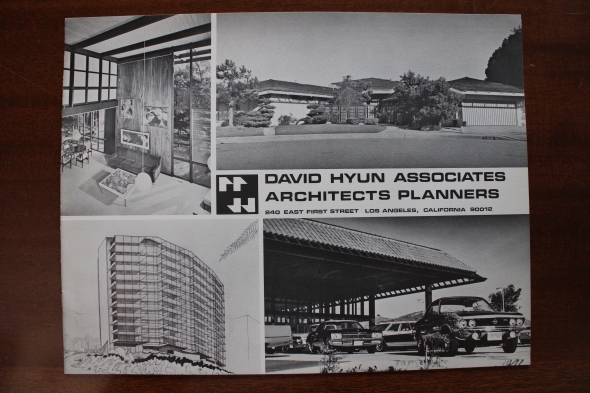 DAVID HYUN ASSOCIATES
ARCHITECTS PLANNERS
240 EAST FIRST STREET LOS ANGELES, CALIFORNIA 90012